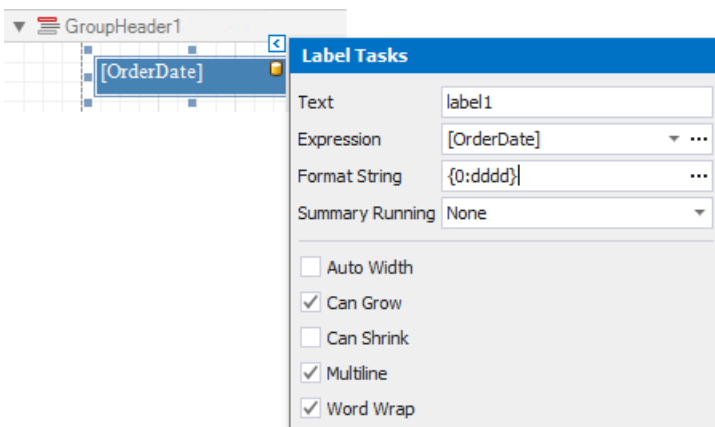 GroupHeader1
[OrderDate]
Label Tasks
Text label1
Expression [OrderDate]
Format String {0:dddd}
Summary Running None
Auto Width
Can Grow
Can Shrink
Multiline
Word Wrap